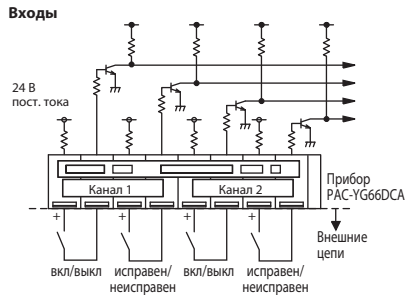 Входы
24 В
пост. тока
Канал 1
Канал 2
Прибор
PAC-YG66DCA
+
+
+
+
Внешние
цепи
вкл/выкл
исправен/
неисправен
вкл/выкл
исправен/
неисправен